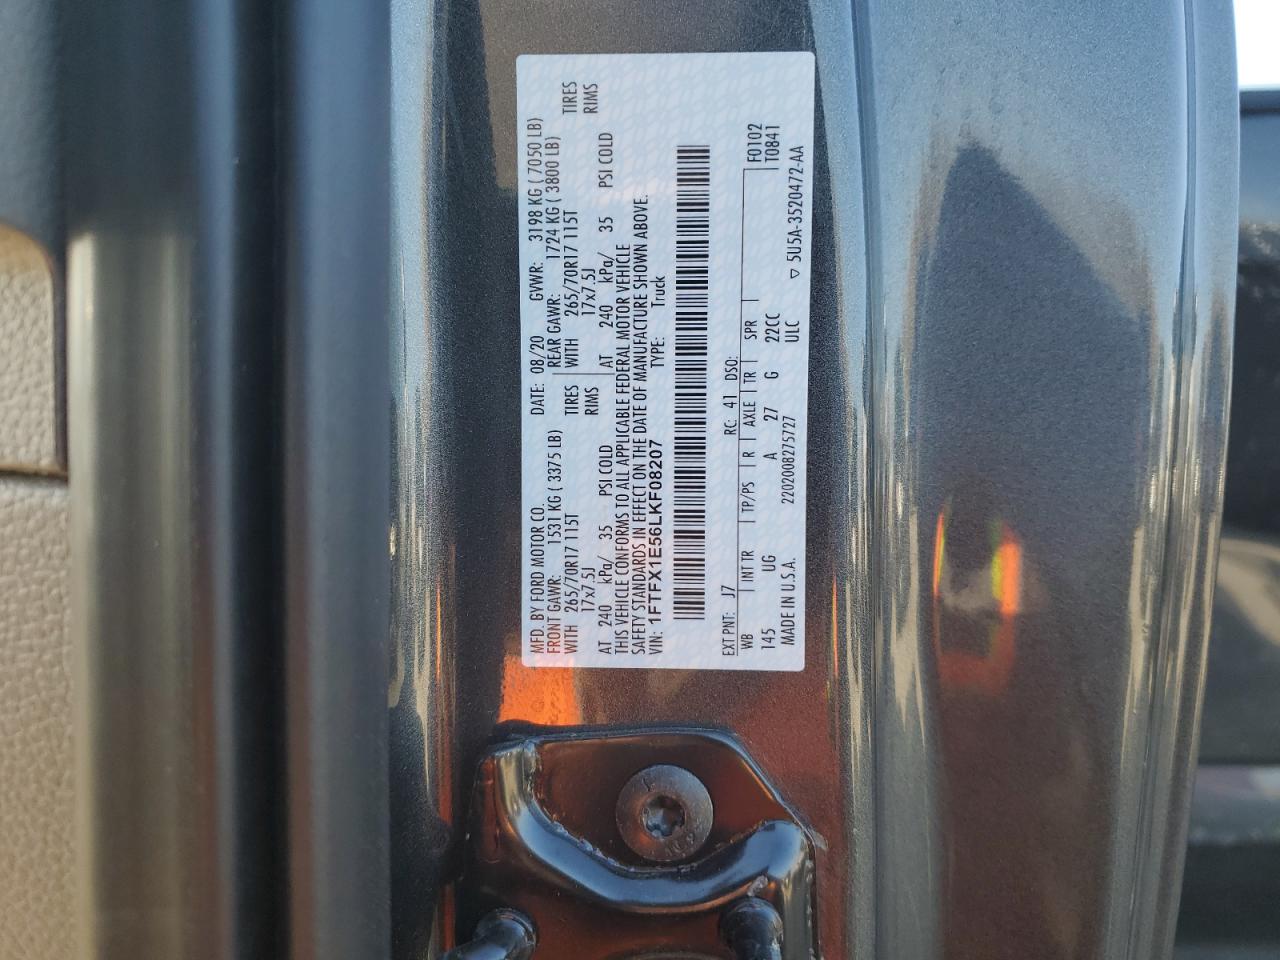 MFD. BY FORD MOTOR CO. DATE: 08/20 GVWR: 3198 KG ( 7050 LB)
FRONT GAWR: 1531 KG ( 3375 LB) REAR GAWR: 1724 KG ( 3800 LB)
WITH 265/70R17 115T TIRES WITH 265/70R17 115T TIRES
17x7.5J RIMS 17x7.5J RIMS
AT 240 kPa/ 35 PSI COLD AT 240 kPa/ 35 PSI COLD
THIS VEHICLE CONFORMS TO ALL APPLICABLE FEDERAL MOTOR VEHICLE
SAFETY STANDARDS IN EFFECT ON THE DATE OF MANUFACTURE SHOWN ABOVE.
VIN: 1FTFX1E56LKF08207 TYPE: Truck
EXT PNT: J7 RC: 41 DSO: F0102
WB INT TR TP/PS R AXLE TR SPR T0841
145 UG A 27 G 22CC
MADE IN U.S.A. 2202008275727 ULC ▽ 5U5A-3520472-AA